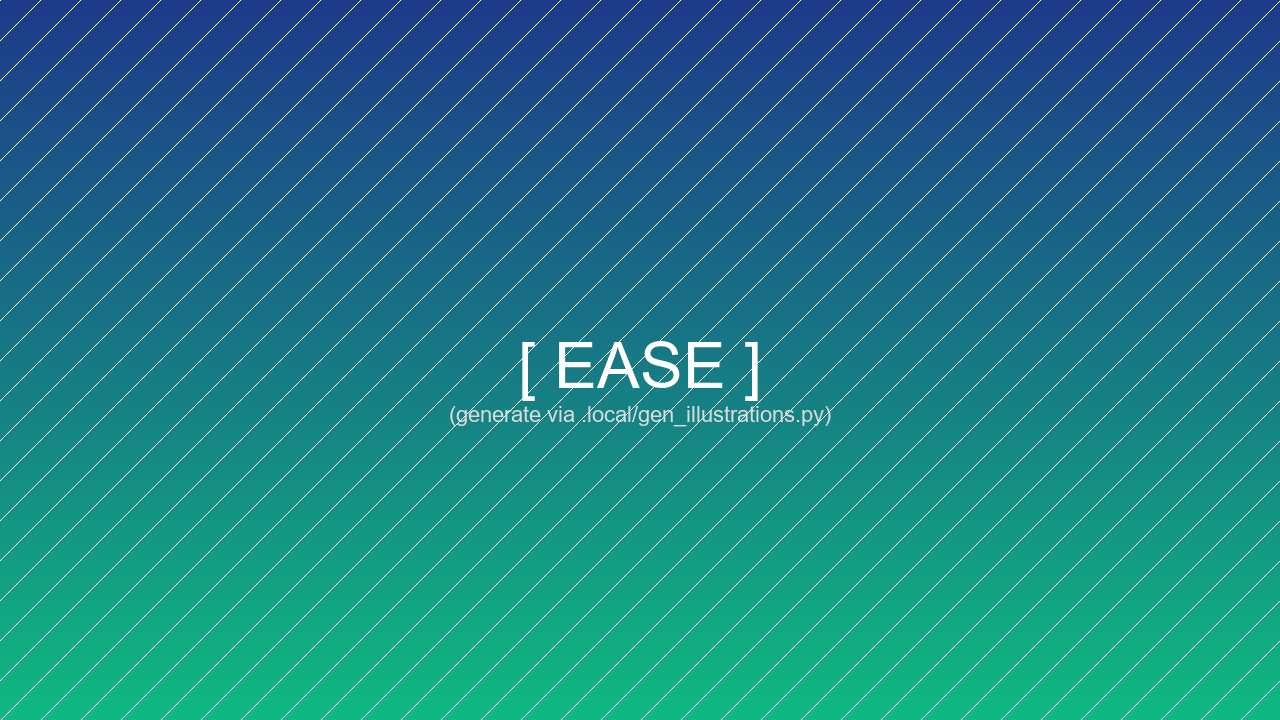 [ EASE ]
(generate via .local/gen_illustrations.py)